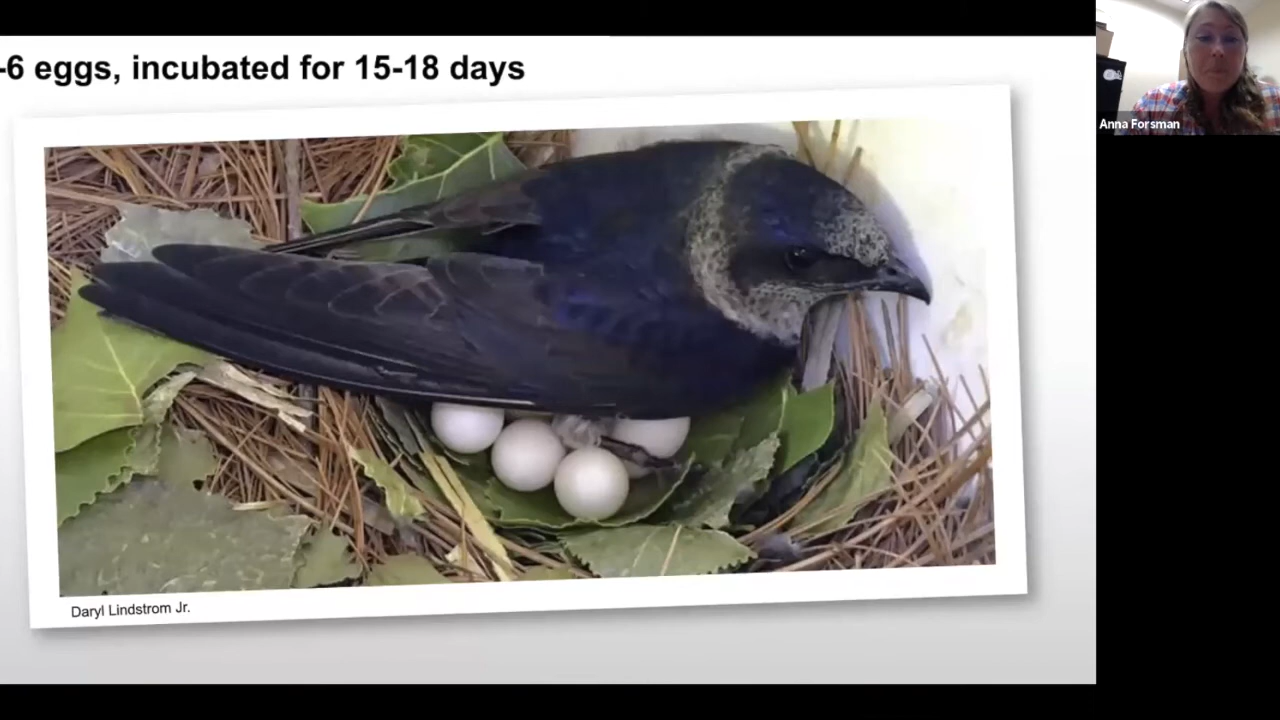 -6 eggs, incubated for 15-18 days
Anna Forsman
Daryl Lindstrom Jr.